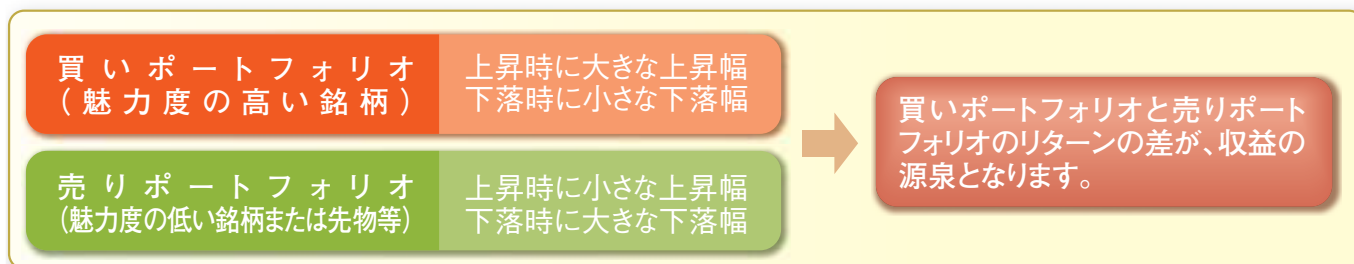 買いポートフォリオ
(魅力度の高い銘柄)
上昇時に大きな上昇幅
下落時に小さな下落幅
売りポートフォリオ
(魅力度の低い銘柄または先物等)
上昇時に小さな上昇幅
下落時に大きな下落幅
買いポートフォリオと売りポート
フォリオのリターンの差が、収益の
源泉となります。